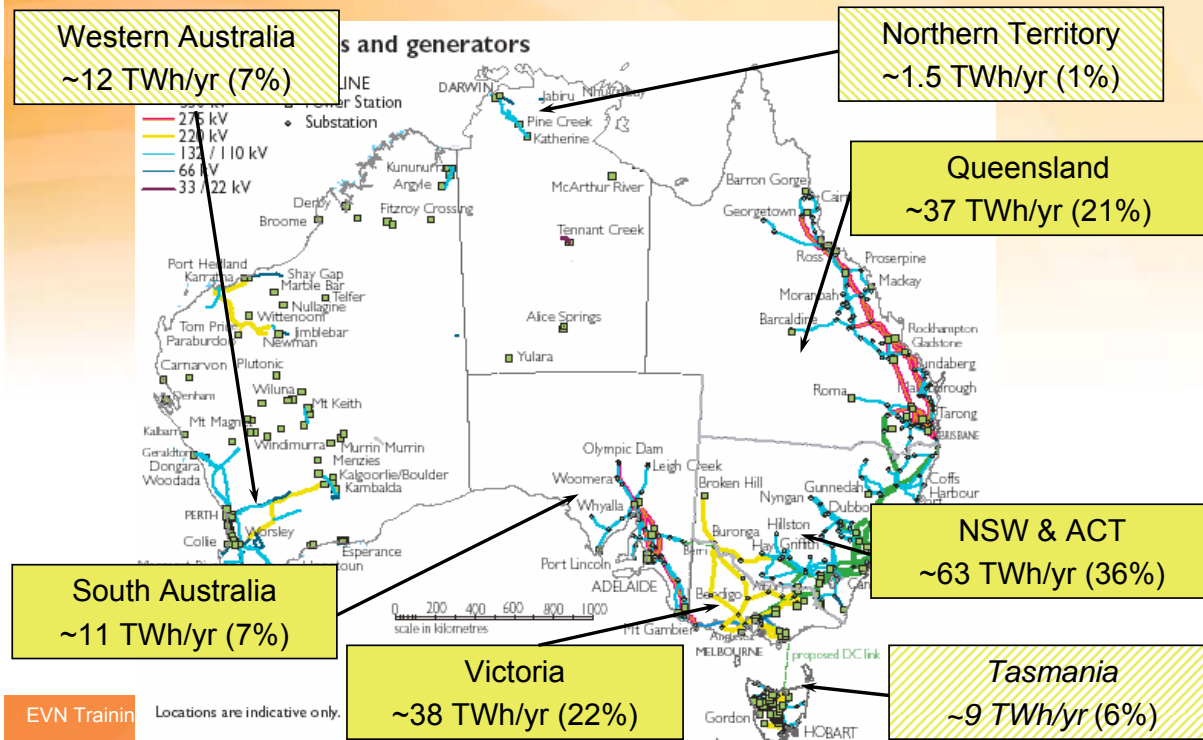 Western Australia
~12 TWh/yr (7%)
s and generators
Northern Territory
~1.5 TWh/yr (1%)
LINE
Power Station
Substation
275 kV
220 kV
132 / 110 kV
66 kV
33 / 22 kV
DARWIN
Jabiru
Pine Creek
Katherine
Kununurra
Argyle
McArthur River
Derby
Broome
Fitzroy Crossing
Tennant Creek
Barron Gorge
Georgetown
Queensland
~37 TWh/yr (21%)
Ross
Proserpine
Mackay
Moranbah
Barcaldine
Port Hedland
Karratha
Shay Gap
Marble Bar
Telfer
Nullagine
Wittenoom
Tom Price
Jimblebar
Paraburdoo
Newman
Alice Springs
Yulara
Rockhampton
Gladstone
Roma
Tarong
BRISBANE
Carnarvon
Plutonic
Denham
Wiluna
Mt Keith
Kalbarri
Windimurra
Murrin Murrin
Menzies
Geraldton
Dongara
Kalgoorlie/Boulder
Woodada
Kambalda
PERTH
Worsley
Collie
Esperance
Olympic Dam
Woomera
Leigh Creek
Whyalla
Broken Hill
Port Lincoln
ADELAIDE
Buronga
Berri
Gunnedah
Nyngan
Dubbo
Coffs
Harbour
Hillston
Hay
Griffith
NSW & ACT
~63 TWh/yr (36%)
South Australia
~11 TWh/yr (7%)
0 200 400 600 800 1000
scale in kilometres
Bendigo
Mt Gambier
MELBOURNE
proposed DC link
Victoria
~38 TWh/yr (22%)
Tasmania
~9 TWh/yr (6%)
Gordon
HOBART
EVN Trainin
Locations are indicative only.